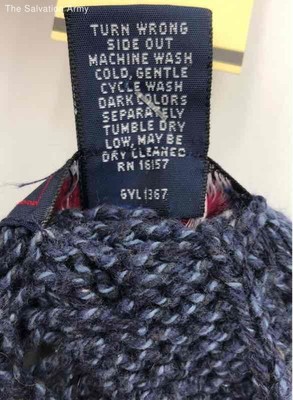 The Salvation Army
TURN WRONG
SIDE OUT
MACHINE WASH
COLD, GENTLE
CYCLE WASH
DARK COLORS
SEPARATELY
TUMBLE DRY
LOW, MAY BE
DRY CLEANED
RN 16157
GYL1367